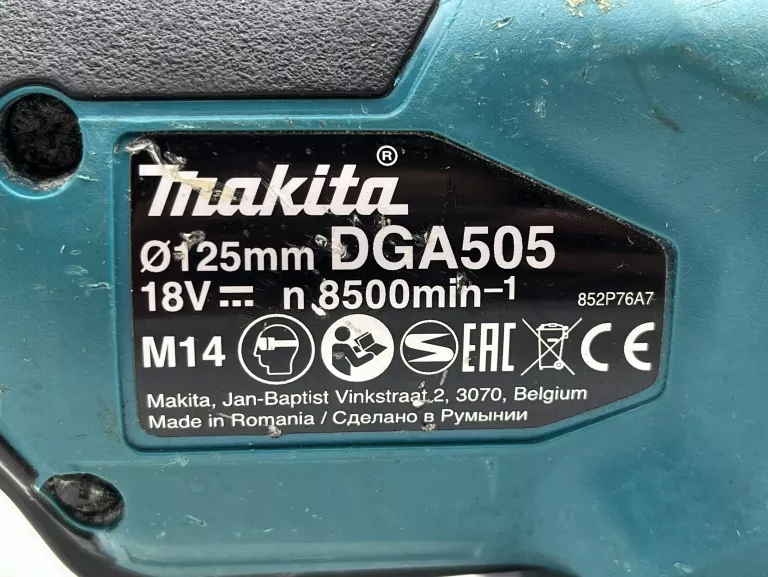 makita®
Ø125mm DGA505
18V⎓ n 8500min⁻¹ 852P76A7
M14 EAC CE
Makita, Jan-Baptist Vinkstraat 2, 3070, Belgium
Made in Romania / Сделано в Румынии